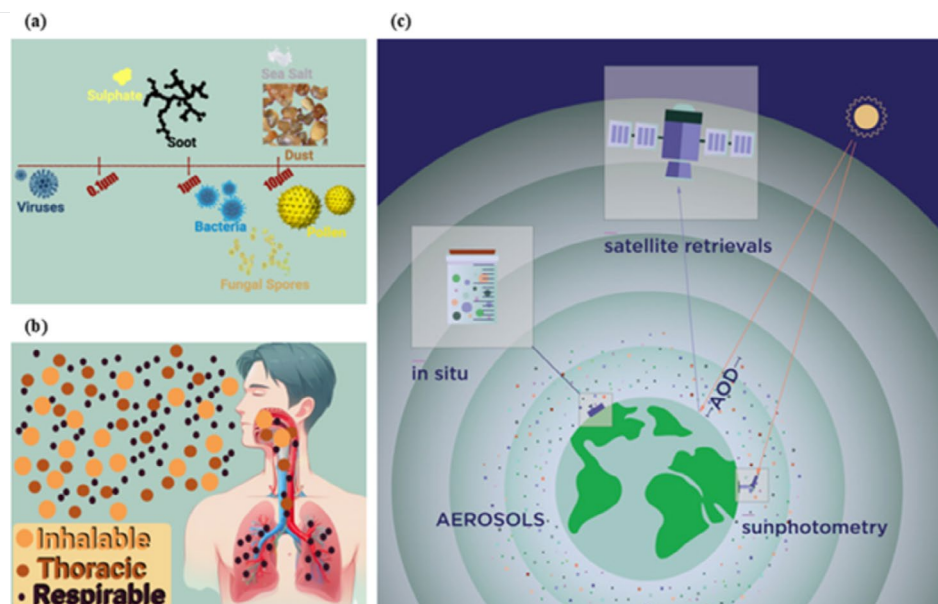 (a)
Sulphate
Soot
Sea Salt
Dust
0.1μm
1μm
10μm
Viruses
Bacteria
Pollen
Fungal Spores
(b)
Inhalable
Thoracic
Respirable
(c)
satellite retrievals
in situ
AOD
AEROSOLS
sunphotometry